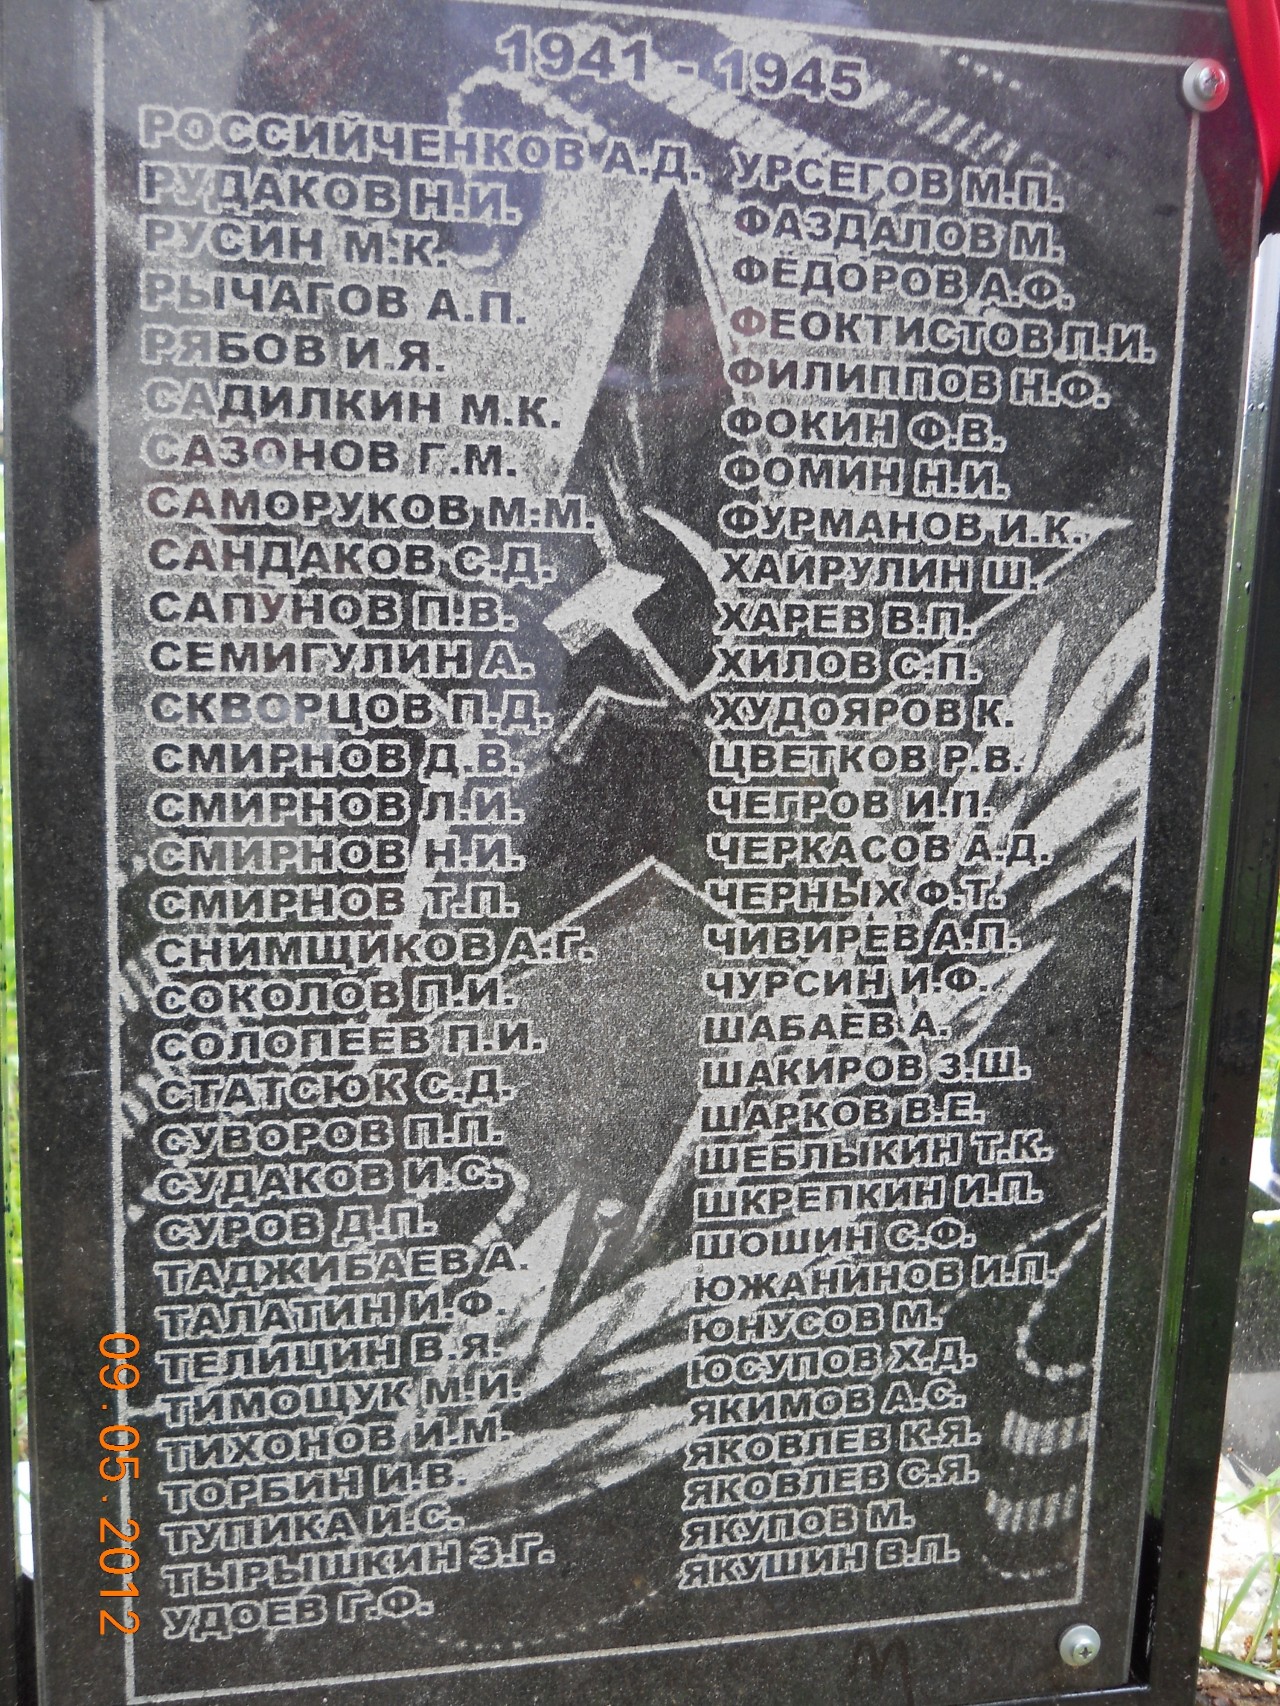 1941 - 1945
РОССИЙЧЕНКОВ А.Д.
РУДАКОВ Н.И.
РУСИН М.К.
РЫЧАГОВ А.П.
РЯБОВ И.Я.
САДИЛКИН М.К.
САЗОНОВ Г.М.
САМОРУКОВ М.М.
САНДАКОВ С.Д.
САПУНОВ П.В.
СЕМИГУЛИН А.
СКВОРЦОВ П.Д.
СМИРНОВ Д.В.
СМИРНОВ Л.И.
СМИРНОВ Н.И.
СМИРНОВ Т.П.
СНИМЩИКОВ А.Г.
СОКОЛОВ П.И.
СОЛОПЕЕВ П.И.
СТАТСЮК С.Д.
СУВОРОВ П.П.
СУДАКОВ И.С.
СУРОВ Д.П.
ТАДЖИБАЕВ А.
ТАЛАТИН И.Ф.
ТЕЛИЦИН В.Я.
ТИМОЩУК М.И.
ТИХОНОВ И.М.
ТОРБИН И.В.
ТУПИКА И.С.
ТЫРЫШКИН З.Г.
УДОЕВ Г.Ф.
УРСЕГОВ М.П.
ФАЗДАЛОВ М.
ФЁДОРОВ А.Ф.
ФЕОКТИСТОВ П.И.
ФИЛИППОВ Н.Ф.
ФОКИН Ф.В.
ФОМИН Н.И.
ФУРМАНОВ И.К.
ХАЙРУЛИН Ш.
ХАРЕВ В.П.
ХИЛОВ С.П.
ХУДОЯРОВ К.
ЦВЕТКОВ Р.В.
ЧЕГРОВ И.П.
ЧЕРКАСОВ А.Д.
ЧЕРНЫХ Ф.Т.
ЧИВИРЕВ А.П.
ЧУРСИН И.Ф.
ШАБАЕВ А.
ШАКИРОВ З.Ш.
ШАРКОВ В.Е.
ШЕБЛЫКИН Т.К.
ШКРЕПКИН И.П.
ШОШИН С.Ф.
ЮЖАНИНОВ И.П.
ЮНУСОВ М.
ЮСУПОВ Х.Д.
ЯКИМОВ А.С.
ЯКОВЛЕВ К.Я.
ЯКОВЛЕВ С.Я.
ЯКУПОВ М.
ЯКУШИН В.П.
09.05.2012